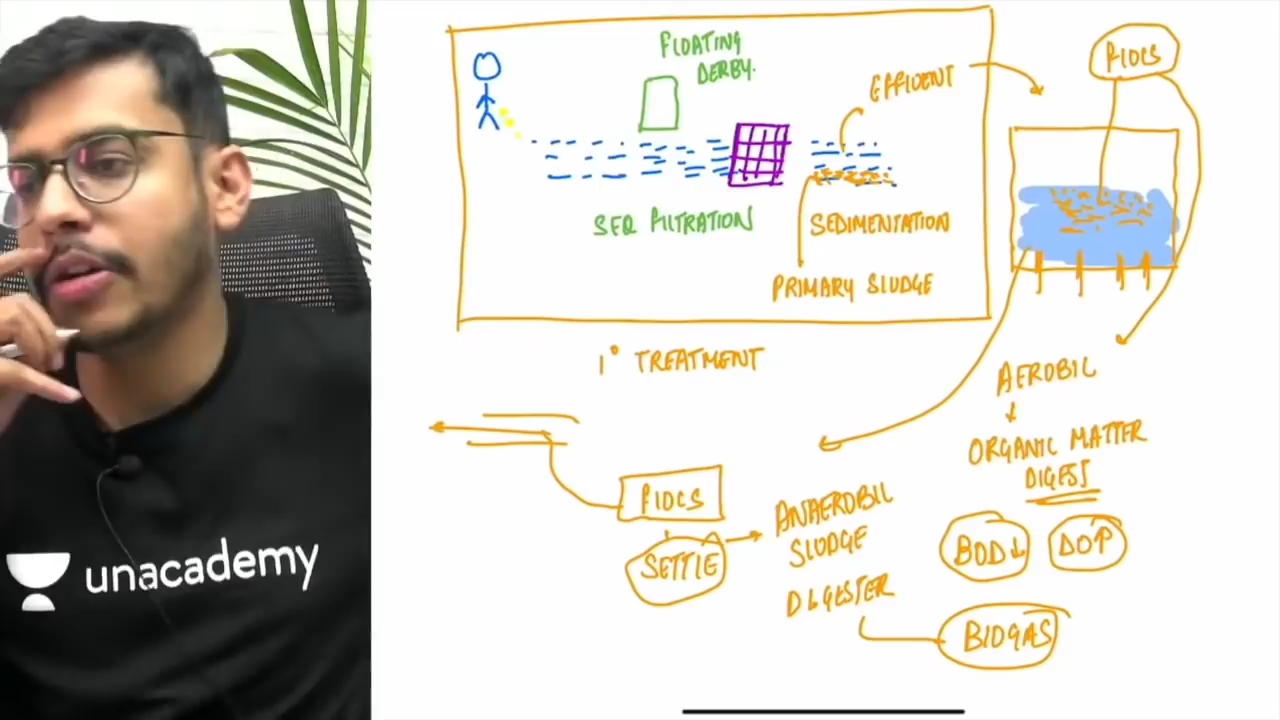 FLOATING
DERBY.
EFFLUENT
SEQ FILTRATION
SEDIMENTATION
PRIMARY SLUDGE
1° TREATMENT
FLOCS
AEROBIC
↓
ORGANIC MATTER
DIGEST
BOD↓ DO↑
FLOCS
SETTLE → ANAEROBIC
SLUDGE
DIGESTER
BIOGAS
unacademy